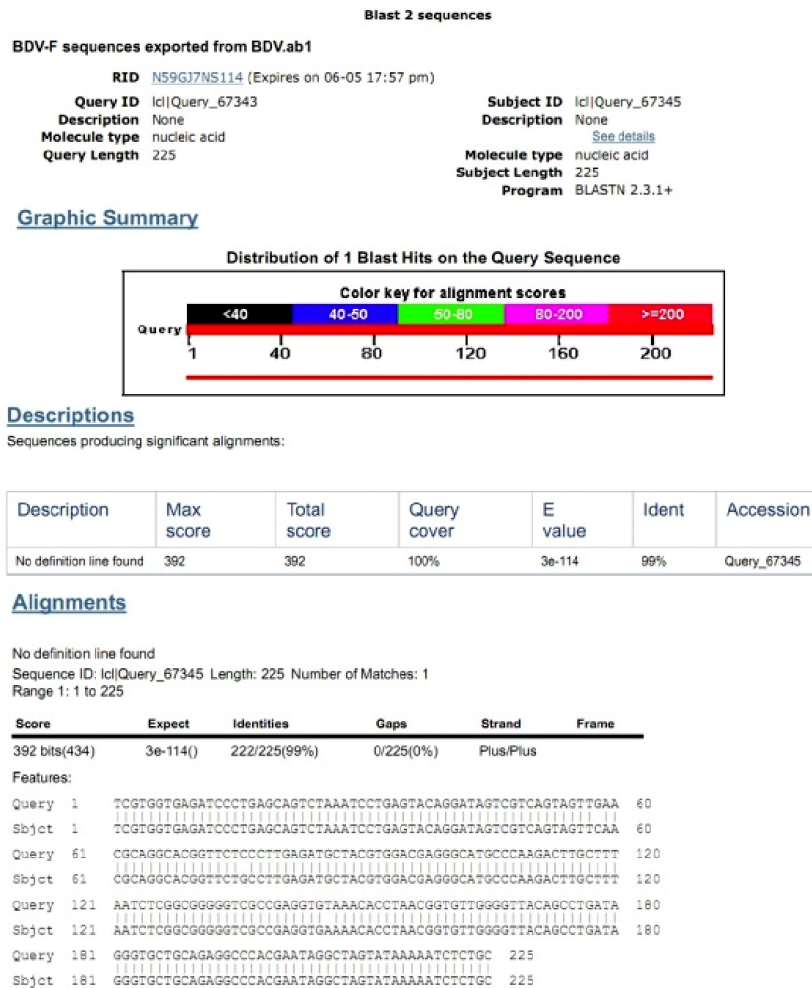 Blast 2 sequences
BDV-F sequences exported from BDV.ab1
RID N59GJ7NS114 (Expires on 06-05 17:57 pm)
Query ID lcl|Query_67343
Description None
Molecule type nucleic acid
Query Length 225
Subject ID lcl|Query_67345
Description None
See details
Molecule type nucleic acid
Subject Length 225
Program BLASTN 2.3.1+
Graphic Summary
Distribution of 1 Blast Hits on the Query Sequence
Color key for alignment scores
<40 40-50 50-80 80-200 >=200
Query
1 40 80 120 160 200
Descriptions
Sequences producing significant alignments:
Description Max score Total score Query cover E value Ident Accession
No definition line found 392 392 100% 3e-114 99% Query_67345
Alignments
No definition line found
Sequence ID: lcl|Query_67345 Length: 225 Number of Matches: 1
Range 1: 1 to 225
Score Expect Identities Gaps Strand Frame
392 bits(434) 3e-114() 222/225(99%) 0/225(0%) Plus/Plus
Features:
Query 1 TCGTGGTGAGATCCCTGAGCAGTCTAAATCCTGAGTACAGGATAGTCGTCAGTAGTTGAA 60
Sbjct 1 TCGTGGTGAGATCCCTGAGCAGTCTAAATCCTGAGTACAGGATAGTCGTCAGTAGTTCAA 60
Query 61 CGCAGGCACGGTTCTCCCTTGAGATGCTACGTGGACGAGGGCATGCCCAAGACTTGCTTT 120
Sbjct 61 CGCAGGCACGGTTCTGCCTTGAGATGCTACGTGGACGAGGGCATGCCCAAGACTTGCTTT 120
Query 121 AATCTCGGCGGGGGTCGCCGAGGTGTAAACACCTAACGGTGTTGGGGTTACAGCCTGATA 180
Sbjct 121 AATCTCGGCGGGGGTCGCCGAGGTGAAAACACCTAACGGTGTTGGGGTTACAGCCTGATA 180
Query 181 GGGTGCTGCAGAGGCCCACGAATAGGCTAGTATAAAAATCTCTGC 225
Sbjct 181 GGGTGCTGCAGAGGCCCACGAATAGGCTAGTATAAAAATCTCTGC 225